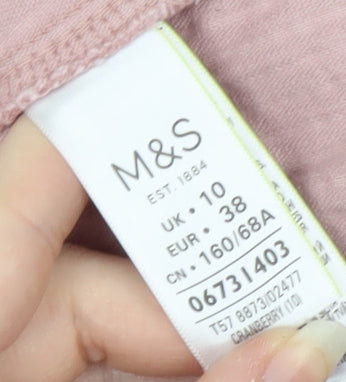 M&S
EST. 1884
UK • 10
EUR • 38
CN • 160/68A
06731403
T57 8873/02477
CRANBERRY (10)